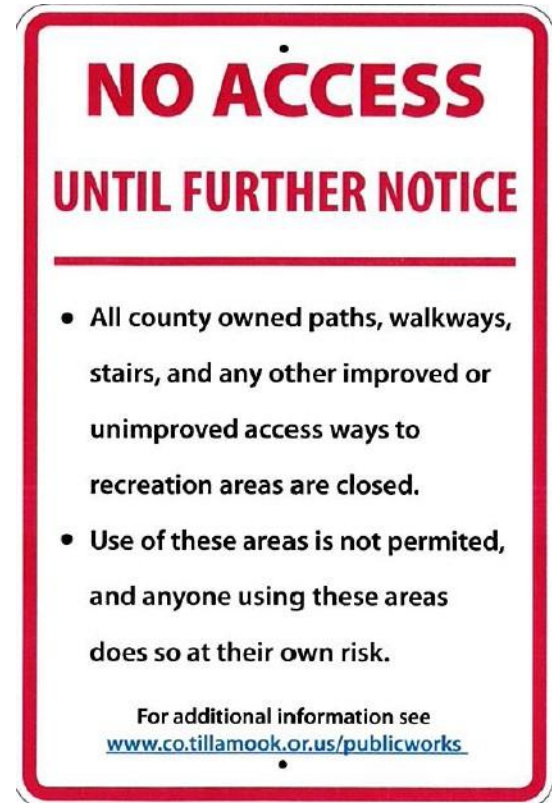 NO ACCESS
UNTIL FURTHER NOTICE
• All county owned paths, walkways,
stairs, and any other improved or
unimproved access ways to
recreation areas are closed.
• Use of these areas is not permited,
and anyone using these areas
does so at their own risk.
For additional information see
www.co.tillamook.or.us/publicworks